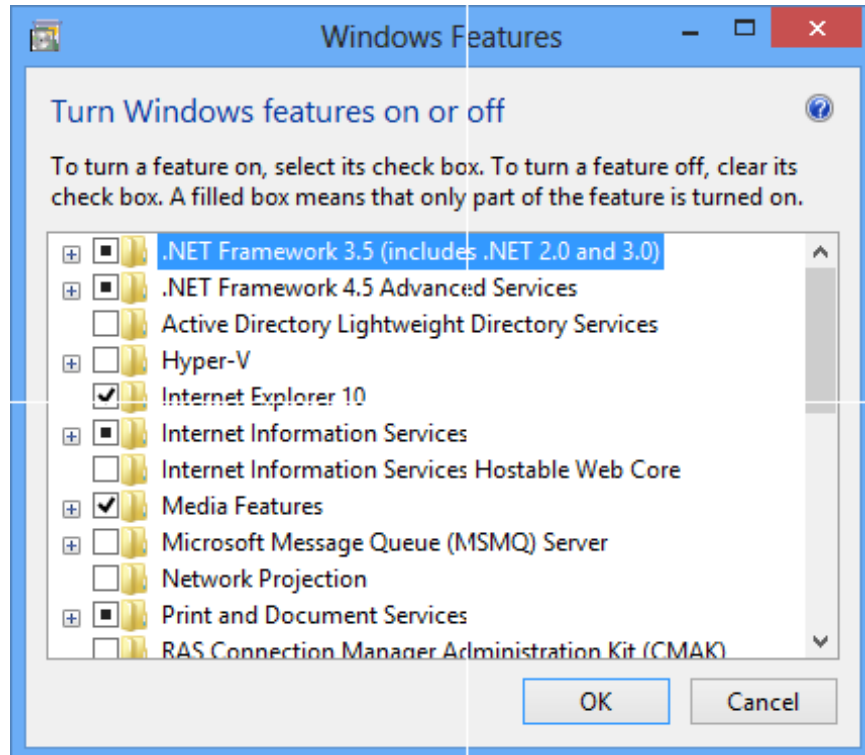 Windows Features
Turn Windows features on or off
To turn a feature on, select its check box. To turn a feature off, clear its
check box. A filled box means that only part of the feature is turned on.
.NET Framework 3.5 (includes .NET 2.0 and 3.0)
.NET Framework 4.5 Advanced Services
Active Directory Lightweight Directory Services
Hyper-V
Internet Explorer 10
Internet Information Services
Internet Information Services Hostable Web Core
Media Features
Microsoft Message Queue (MSMQ) Server
Network Projection
Print and Document Services
RAS Connection Manager Administration Kit (CMAK)
OK Cancel